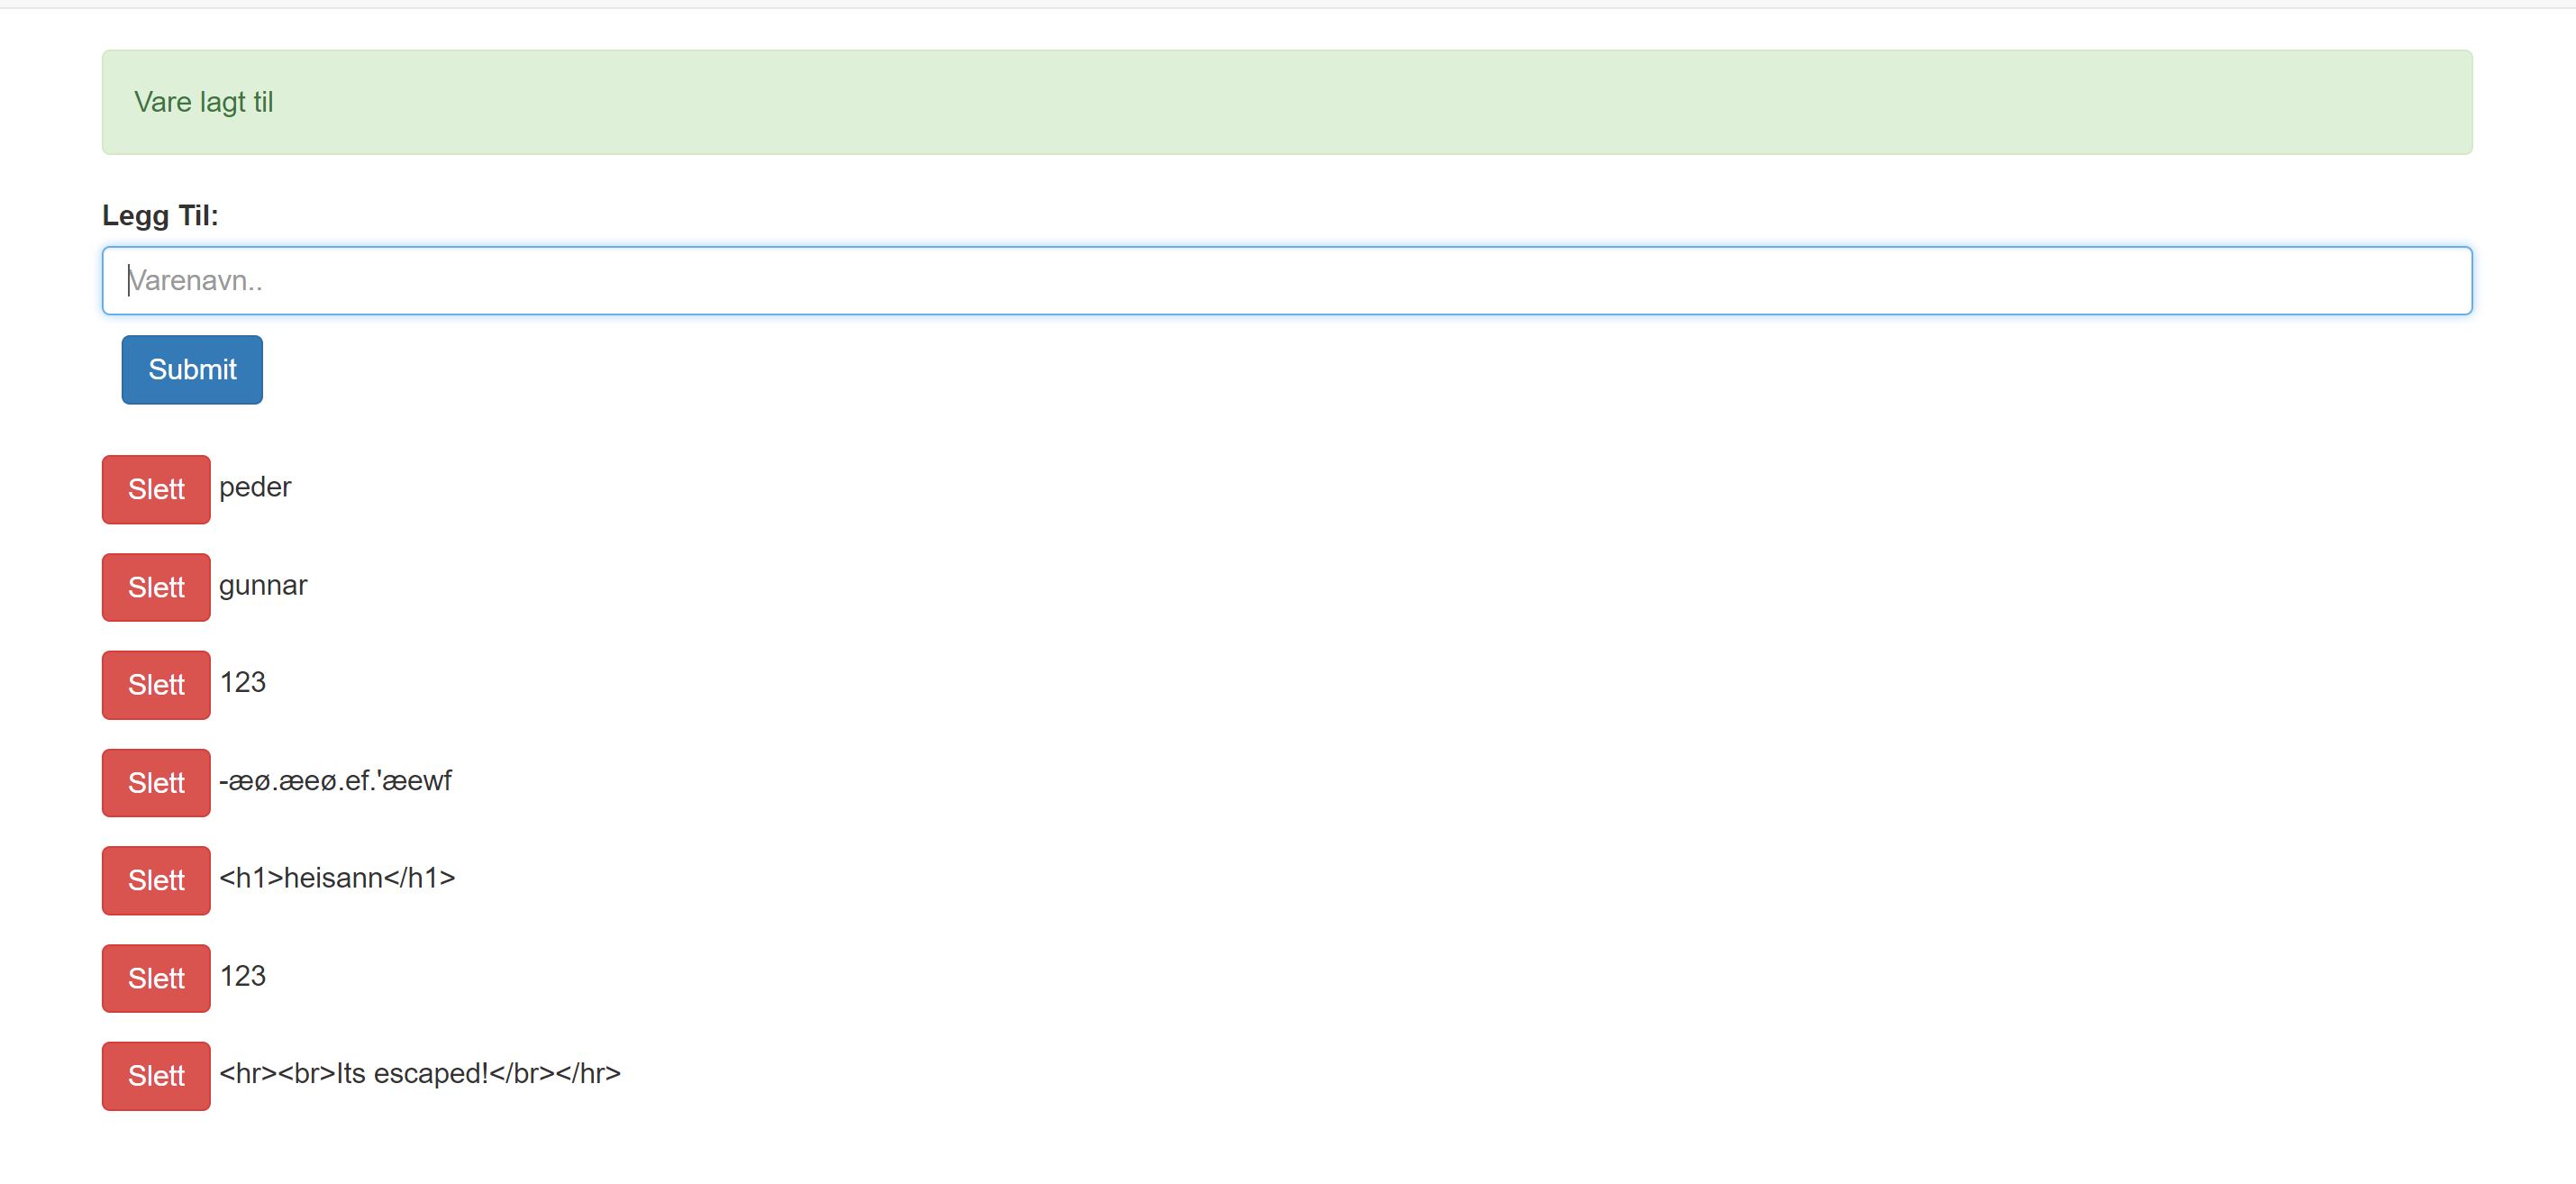 Vare lagt til
Legg Til:
Varenavn..
Submit
Slett peder
Slett gunnar
Slett 123
Slett -æø.æeø.ef.'æewf
Slett <h1>heisann</h1>
Slett 123
Slett <hr><br>Its escaped!</br></hr>